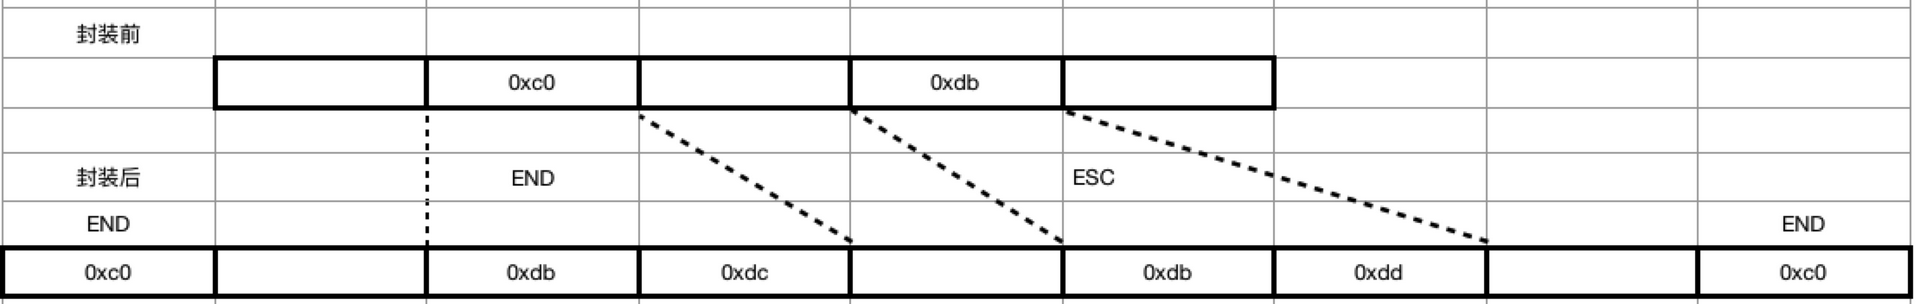 封装前
0xc0 0xdb
封装后 END ESC
END END
0xc0 0xdb 0xdc 0xdb 0xdd 0xc0